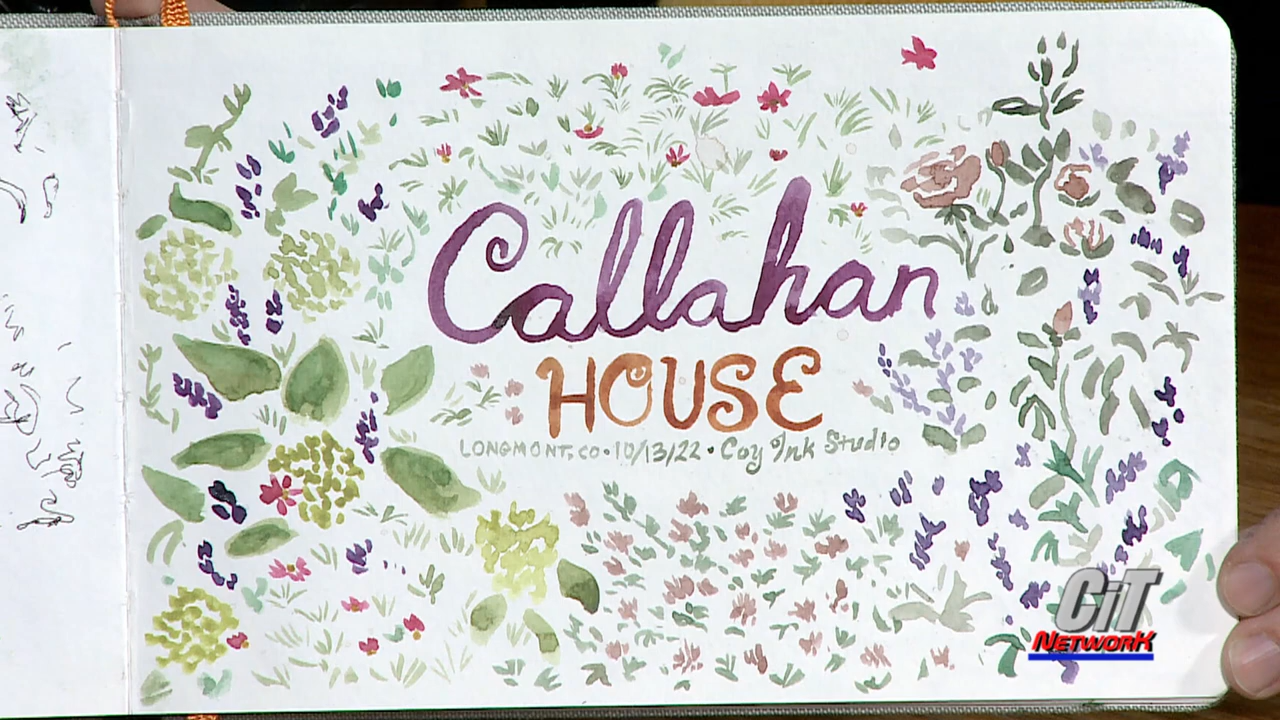 Callahan
HOUSE
LONGMONT, CO • 10/13/22 • Coy Ink Studio
CiT
NETWORK